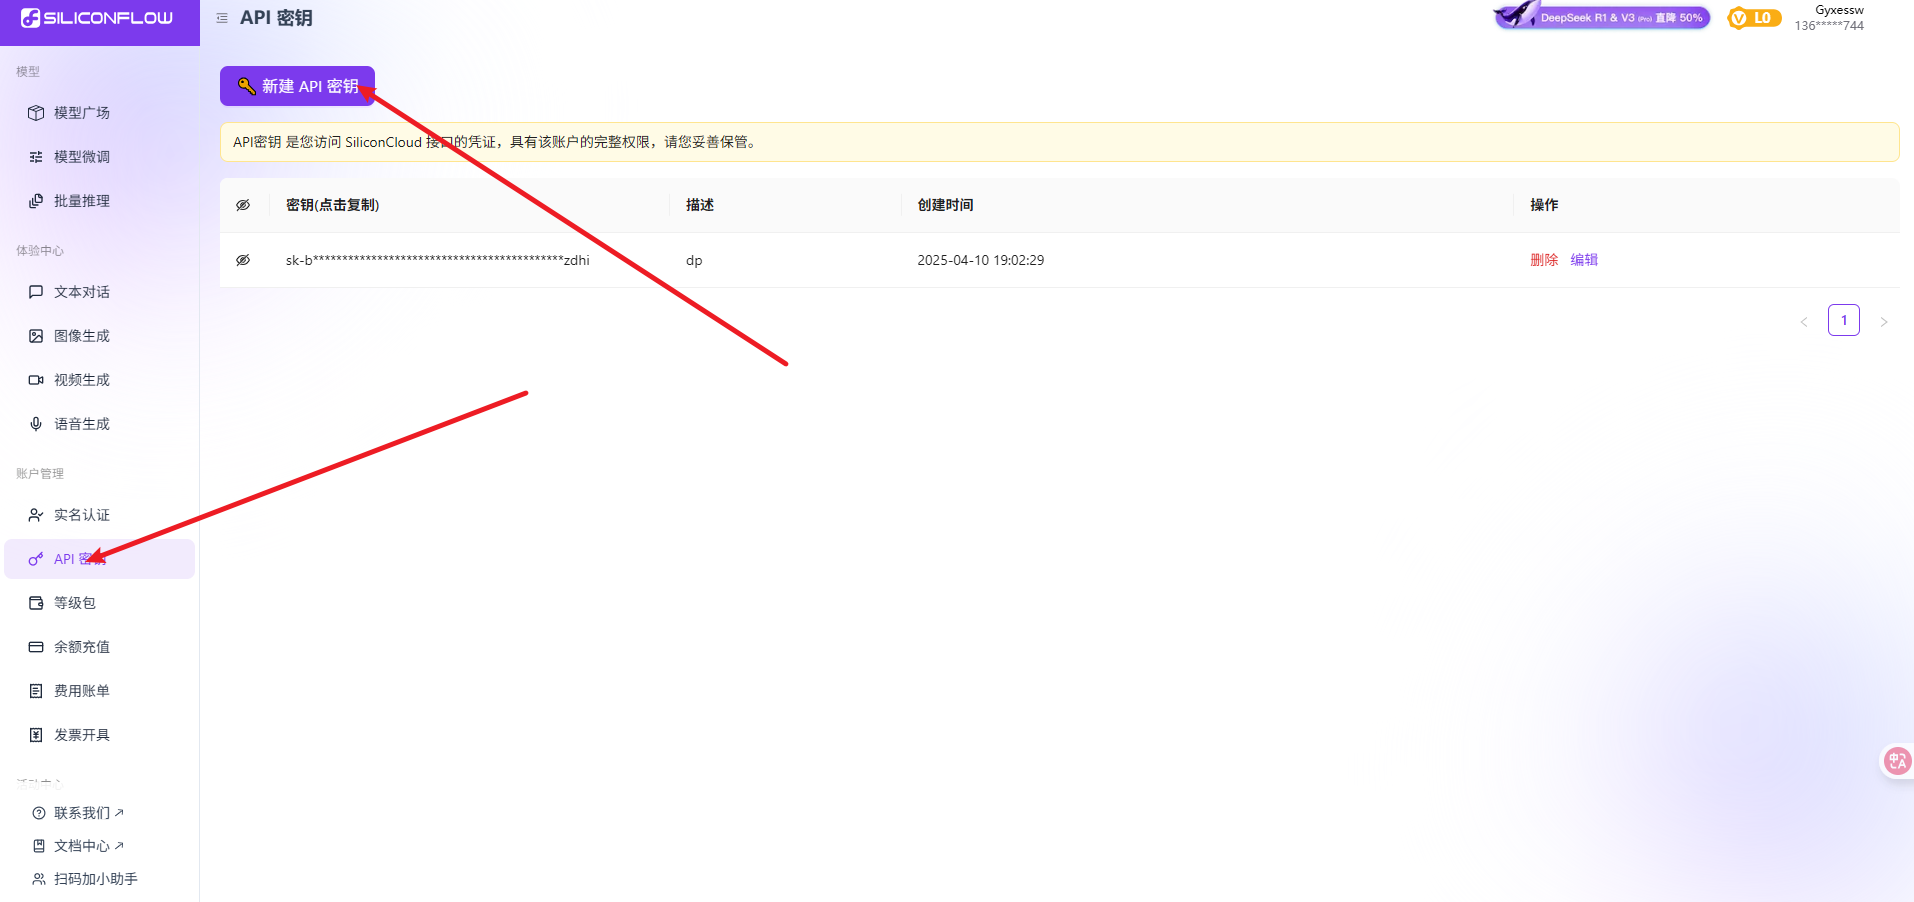 SILICONFLOW
API 密钥
DeepSeek R1 & V3 (Pro) 直降 50%
L0
Gyxessw
136*****744
模型
模型广场
模型微调
批量推理
体验中心
文本对话
图像生成
视频生成
语音生成
账户管理
实名认证
API 密钥
等级包
余额充值
费用账单
发票开具
活动中心
联系我们
文档中心
扫码加小助手
新建 API 密钥
API密钥 是您访问 SiliconCloud 接口的凭证，具有该账户的完整权限，请您妥善保管。
密钥(点击复制) 描述 创建时间 操作
sk-b********************************************zdhi dp 2025-04-10 19:02:29 删除 编辑
1